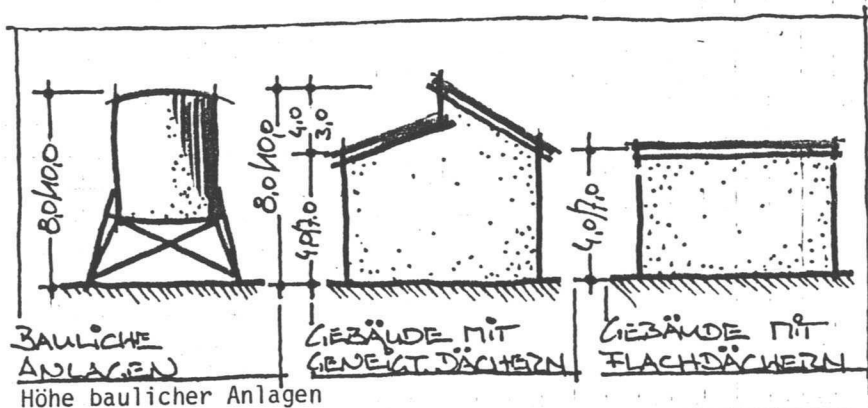 8,0/10,0
8,0/10,0
4,0
3,0
4,0/7,0
4,0/7,0
BAULICHE
ANLAGEN
GEBÄUDE MIT
GENEIGT. DÄCHERN
GEBÄUDE MIT
FLACHDÄCHERN
Höhe baulicher Anlagen